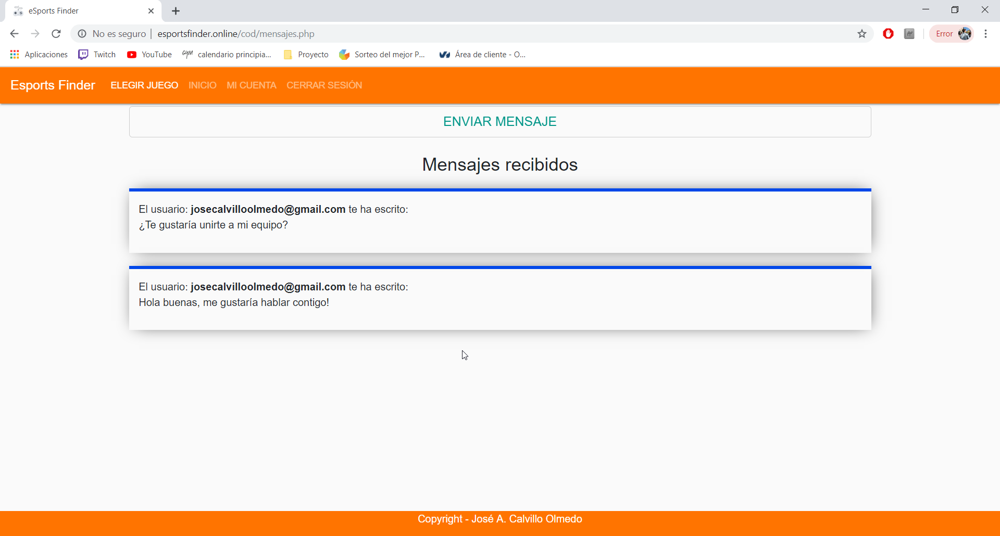 eSports Finder
No es seguro esportsfinder.online/cod/mensajes.php Error
Aplicaciones Twitch YouTube GYM calendario principia... Proyecto Sorteo del mejor P... Área de cliente - O...
Esports Finder ELEGIR JUEGO INICIO MI CUENTA CERRAR SESIÓN
ENVIAR MENSAJE
Mensajes recibidos
El usuario: josecalvilloolmedo@gmail.com te ha escrito:
¿Te gustaría unirte a mi equipo?
El usuario: josecalvilloolmedo@gmail.com te ha escrito:
Hola buenas, me gustaría hablar contigo!
Copyright - José A. Calvillo Olmedo